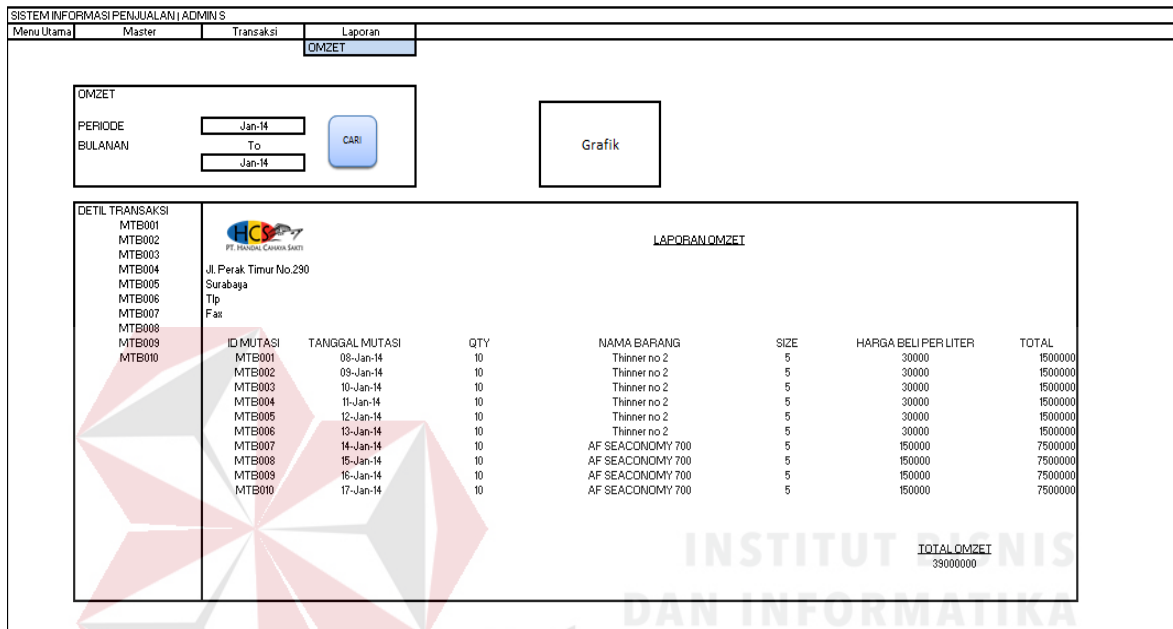 SISTEM INFORMASI PENJUALAN | ADMIN S
Menu Utama Master Transaksi Laporan
OMZET
OMZET
PERIODE Jan-14
BULANAN To
Jan-14
CARI
Grafik
DETIL TRANSAKSI
MTB001
MTB002
MTB003
MTB004
MTB005
MTB006
MTB007
MTB008
MTB009
MTB010
HCS
PT. HANDAL CAHAYA SAKTI
LAPORAN OMZET
Jl. Perak Timur No.290
Surabaya
Tlp
Fax
ID MUTASI TANGGAL MUTASI QTY NAMA BARANG SIZE HARGA BELI PER LITER TOTAL
MTB001 08-Jan-14 10 Thinner no 2 5 30000 1500000
MTB002 09-Jan-14 10 Thinner no 2 5 30000 1500000
MTB003 10-Jan-14 10 Thinner no 2 5 30000 1500000
MTB004 11-Jan-14 10 Thinner no 2 5 30000 1500000
MTB005 12-Jan-14 10 Thinner no 2 5 30000 1500000
MTB006 13-Jan-14 10 Thinner no 2 5 30000 1500000
MTB007 14-Jan-14 10 AF SEACONOMY 700 5 150000 7500000
MTB008 15-Jan-14 10 AF SEACONOMY 700 5 150000 7500000
MTB009 16-Jan-14 10 AF SEACONOMY 700 5 150000 7500000
MTB010 17-Jan-14 10 AF SEACONOMY 700 5 150000 7500000
TOTAL OMZET
39000000
INSTITUT BISNIS
DAN INFORMATIKA